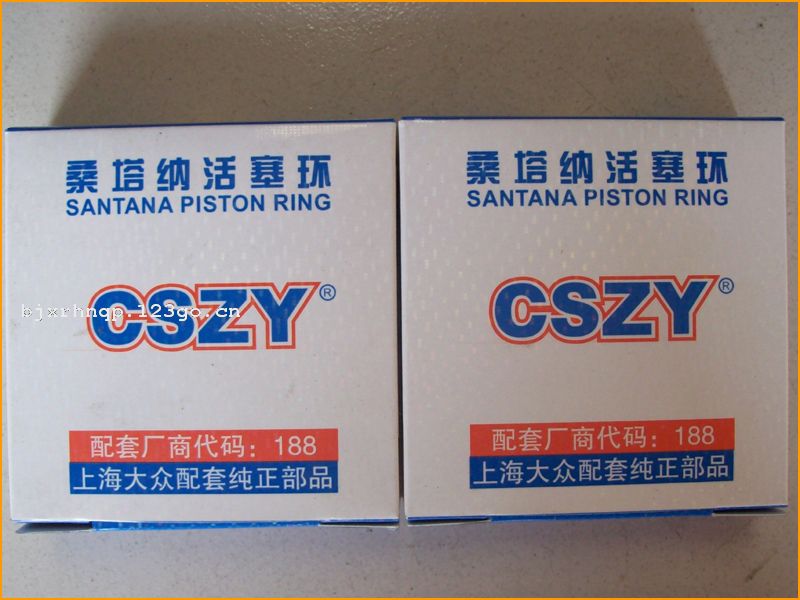 桑塔纳活塞环
SANTANA PISTON RING
CSZY®
bjxrhnqp.123go.cn
配套厂商代码：188
上海大众配套纯正部品
桑塔纳活塞环
SANTANA PISTON RING
CSZY®
配套厂商代码：188
上海大众配套纯正部品